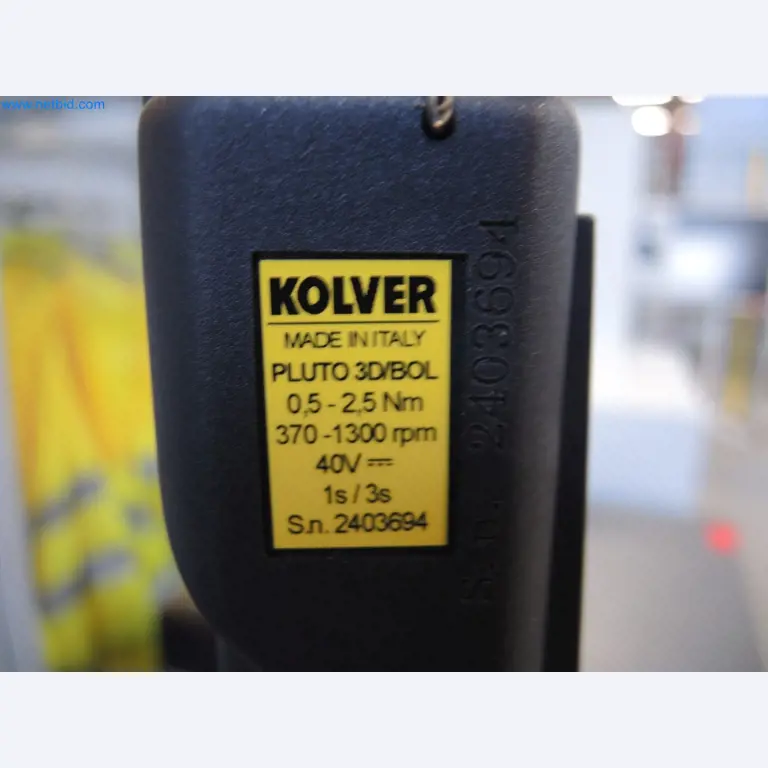 www.netbid.com
KOLVER
MADE IN ITALY
PLUTO 3D/BOL
0,5 - 2,5 Nm
370 -1300 rpm
40V ⎓
1s / 3s
S.n. 2403694
S.n. 2403694